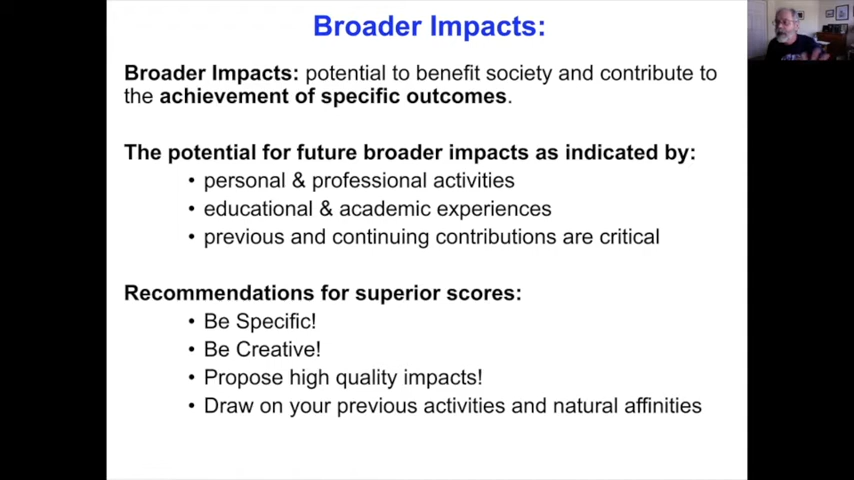 Broader Impacts:
Broader Impacts: potential to benefit society and contribute to
the achievement of specific outcomes.
The potential for future broader impacts as indicated by:
• personal & professional activities
• educational & academic experiences
• previous and continuing contributions are critical
Recommendations for superior scores:
• Be Specific!
• Be Creative!
• Propose high quality impacts!
• Draw on your previous activities and natural affinities